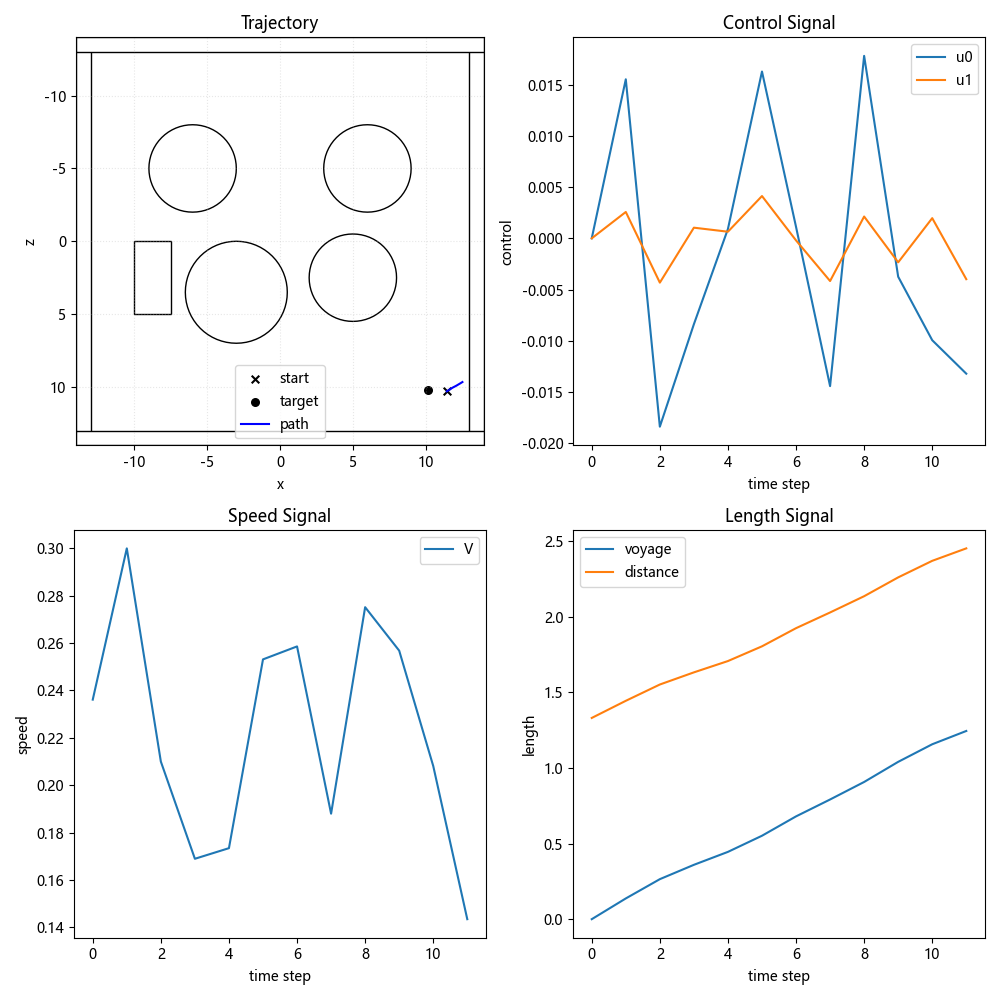 Trajectory
z
-10
-5
0
5
10
start
target
path
-10 -5 0 5 10
x
Control Signal
control
0.015
0.010
0.005
0.000
-0.005
-0.010
-0.015
-0.020
u0
u1
0 2 4 6 8 10
time step
Speed Signal
speed
0.30
0.28
0.26
0.24
0.22
0.20
0.18
0.16
0.14
V
0 2 4 6 8 10
time step
Length Signal
length
2.5
2.0
1.5
1.0
0.5
0.0
voyage
distance
0 2 4 6 8 10
time step